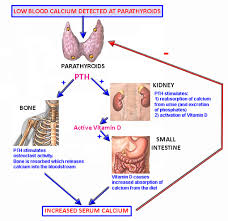 LOW BLOOD CALCIUM DETECTED AT PARATHYROIDS
PARATHYROIDS
PTH
KIDNEY
PTH stimulates:
1) reabsorption of calcium
from urine (and excretion
of phosphates)
2) activation of Vitamin D
BONE
Active Vitamin D
SMALL
INTESTINE
PTH stimulates
osteoclast activity.
Bone is resorbed which releases
calcium into the bloodstream
Vitamin D causes
increased absorption of
calcium from the diet
INCREASED SERUM CALCIUM